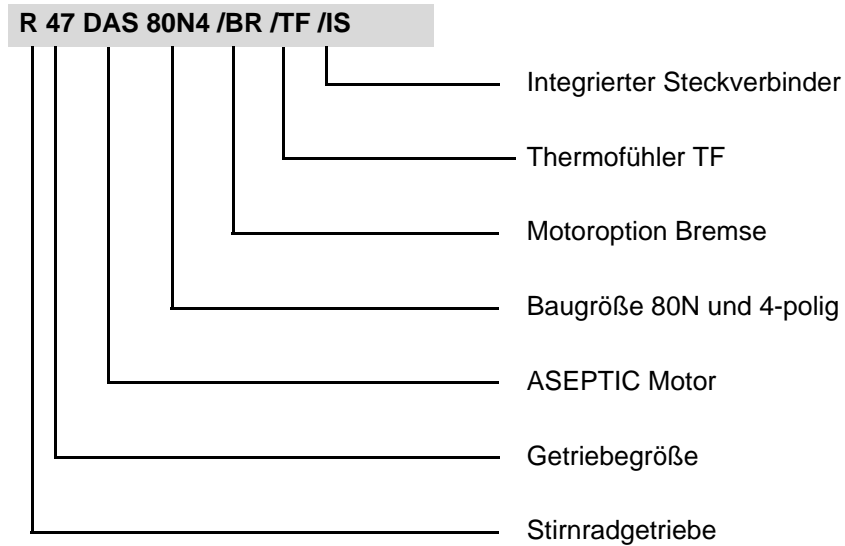 R 47 DAS 80N4 /BR /TF /IS
Integrierter Steckverbinder
Thermofühler TF
Motoroption Bremse
Baugröße 80N und 4-polig
ASEPTIC Motor
Getriebegröße
Stirnradgetriebe